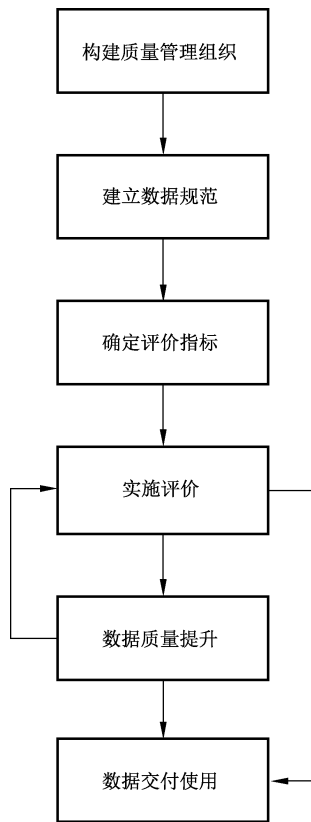 构建质量管理组织
建立数据规范
确定评价指标
实施评价
数据质量提升
数据交付使用